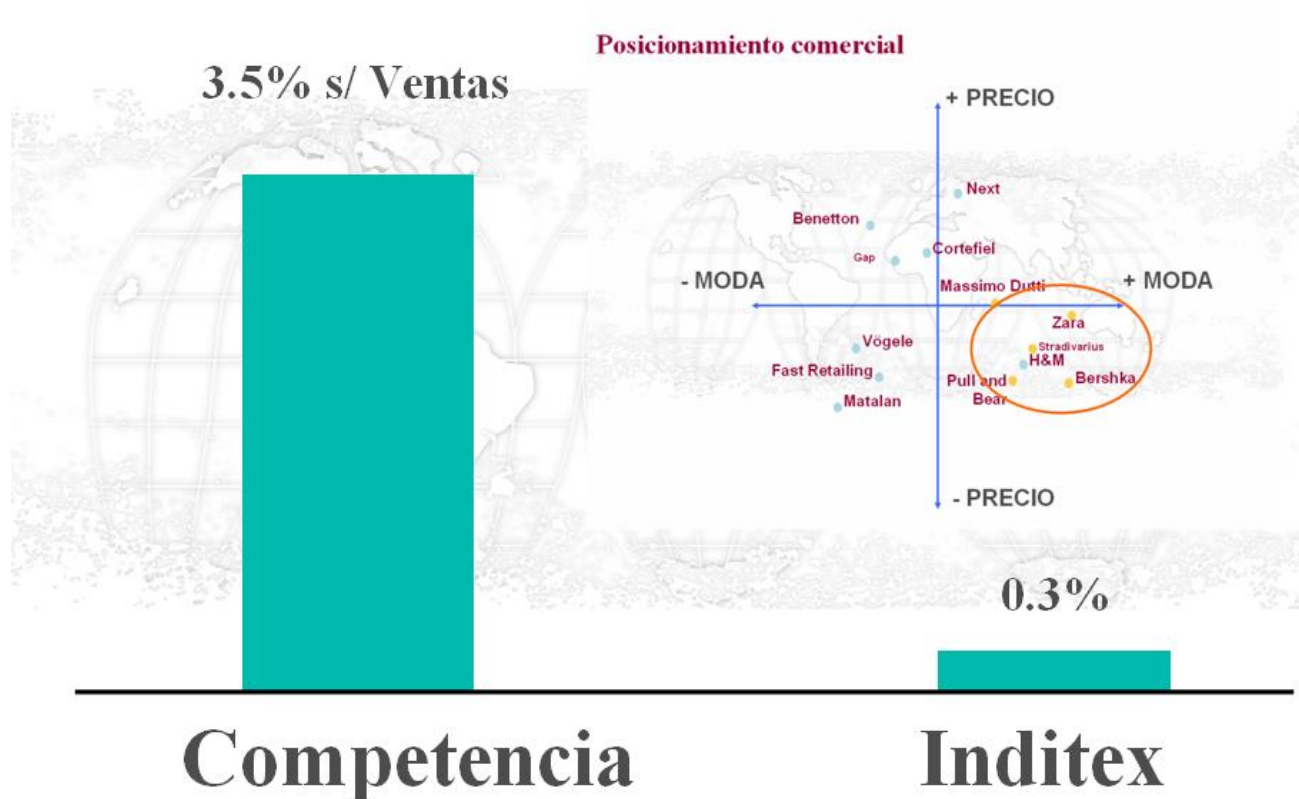 Posicionamiento comercial
3.5% s/ Ventas
+ PRECIO
Next
Benetton
Cortefiel
Gap
- MODA
Massimo Dutti
+ MODA
Zara
Vögele
Stradivarius
H&M
Fast Retailing
Pull and
Bear
Bershka
Matalan
- PRECIO
0.3%
Competencia
Inditex